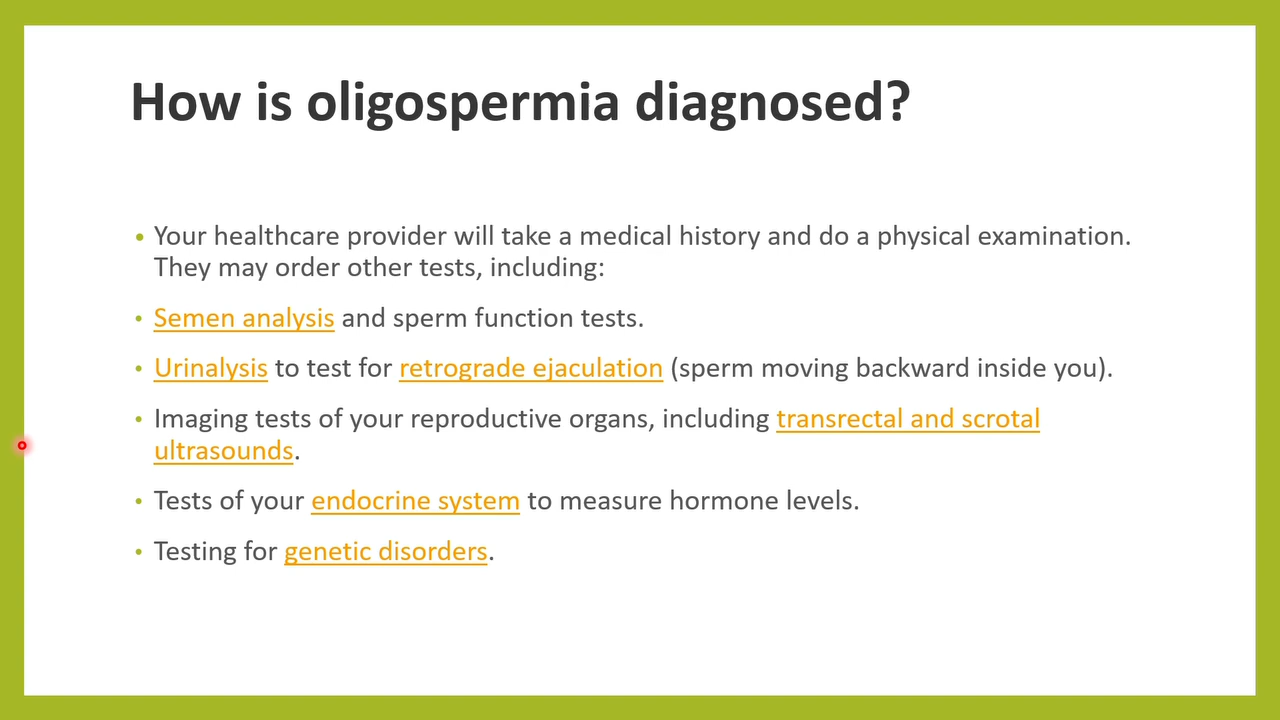 How is oligospermia diagnosed?
• Your healthcare provider will take a medical history and do a physical examination.
They may order other tests, including:
• Semen analysis and sperm function tests.
• Urinalysis to test for retrograde ejaculation (sperm moving backward inside you).
• Imaging tests of your reproductive organs, including transrectal and scrotal
ultrasounds.
• Tests of your endocrine system to measure hormone levels.
• Testing for genetic disorders.